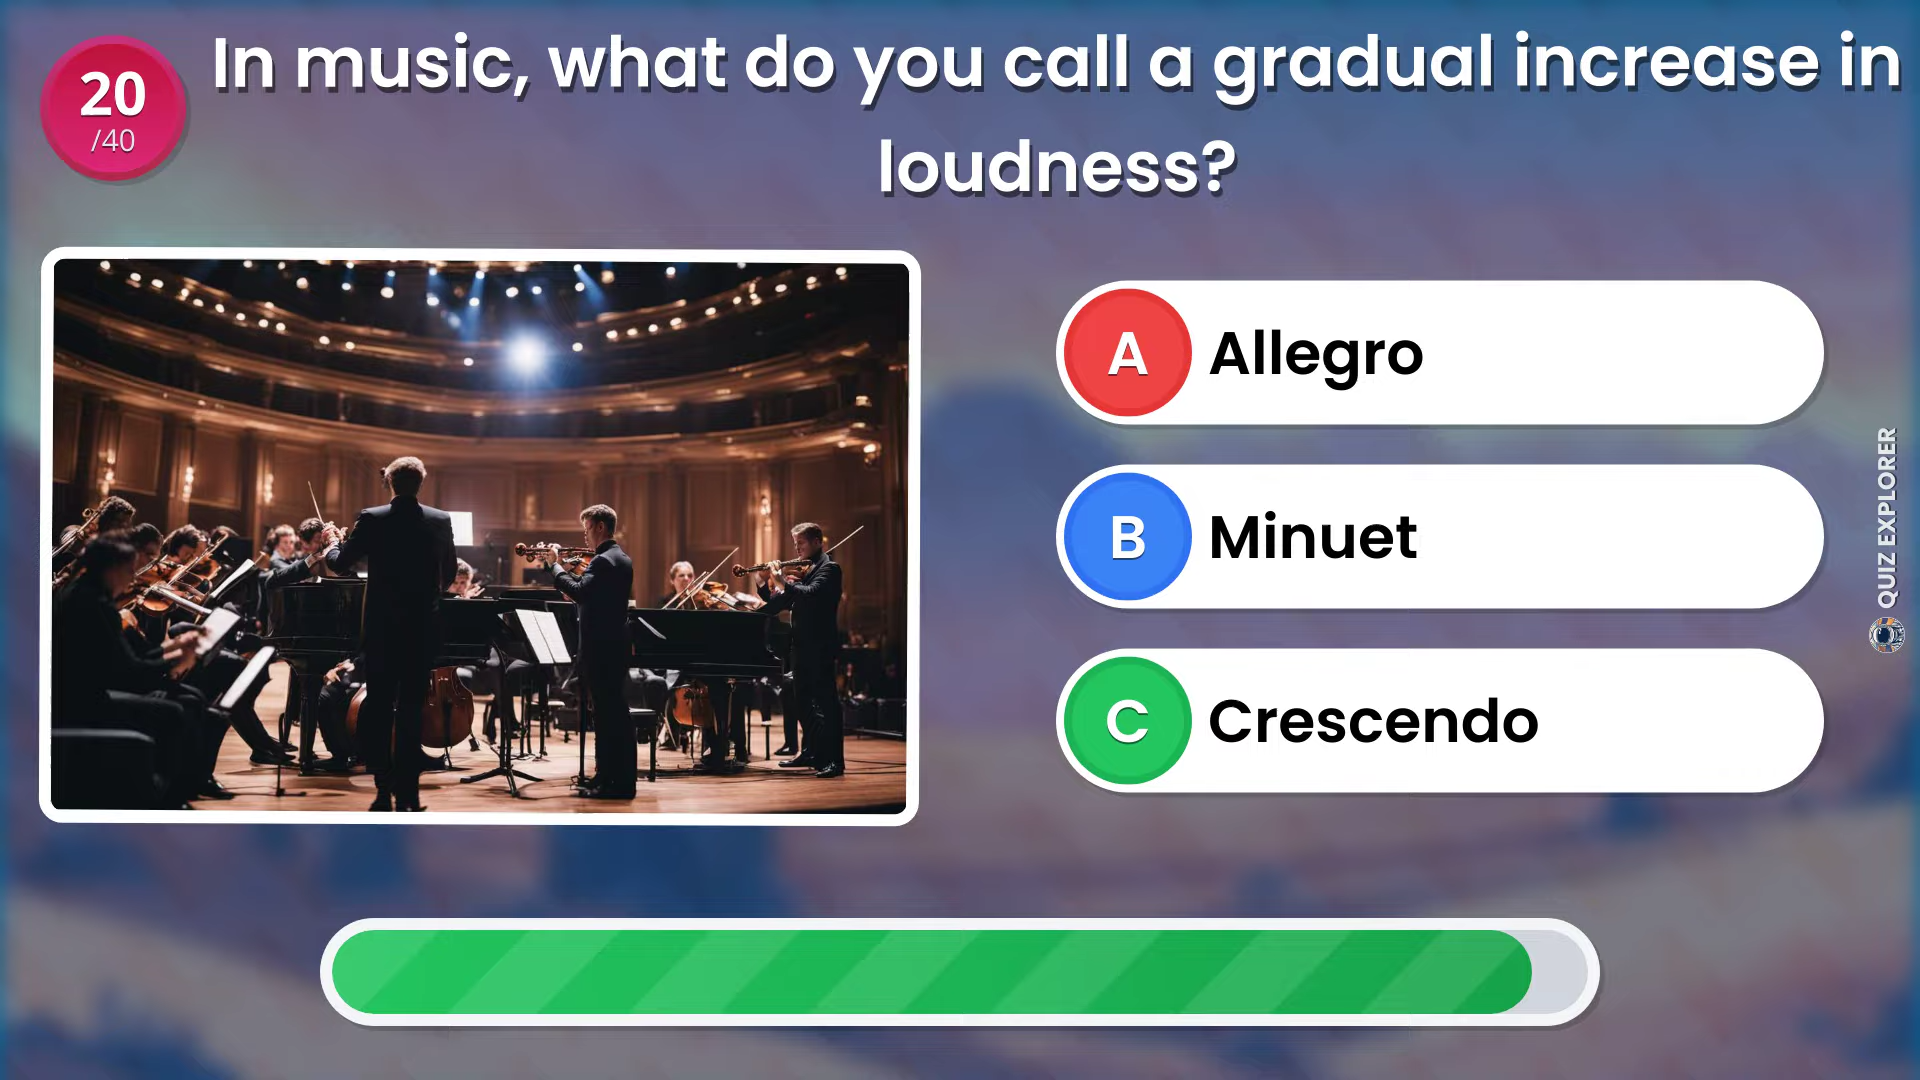 20
/40
In music, what do you call a gradual increase in
loudness?
A Allegro
B Minuet
C Crescendo
QUIZ EXPLORER